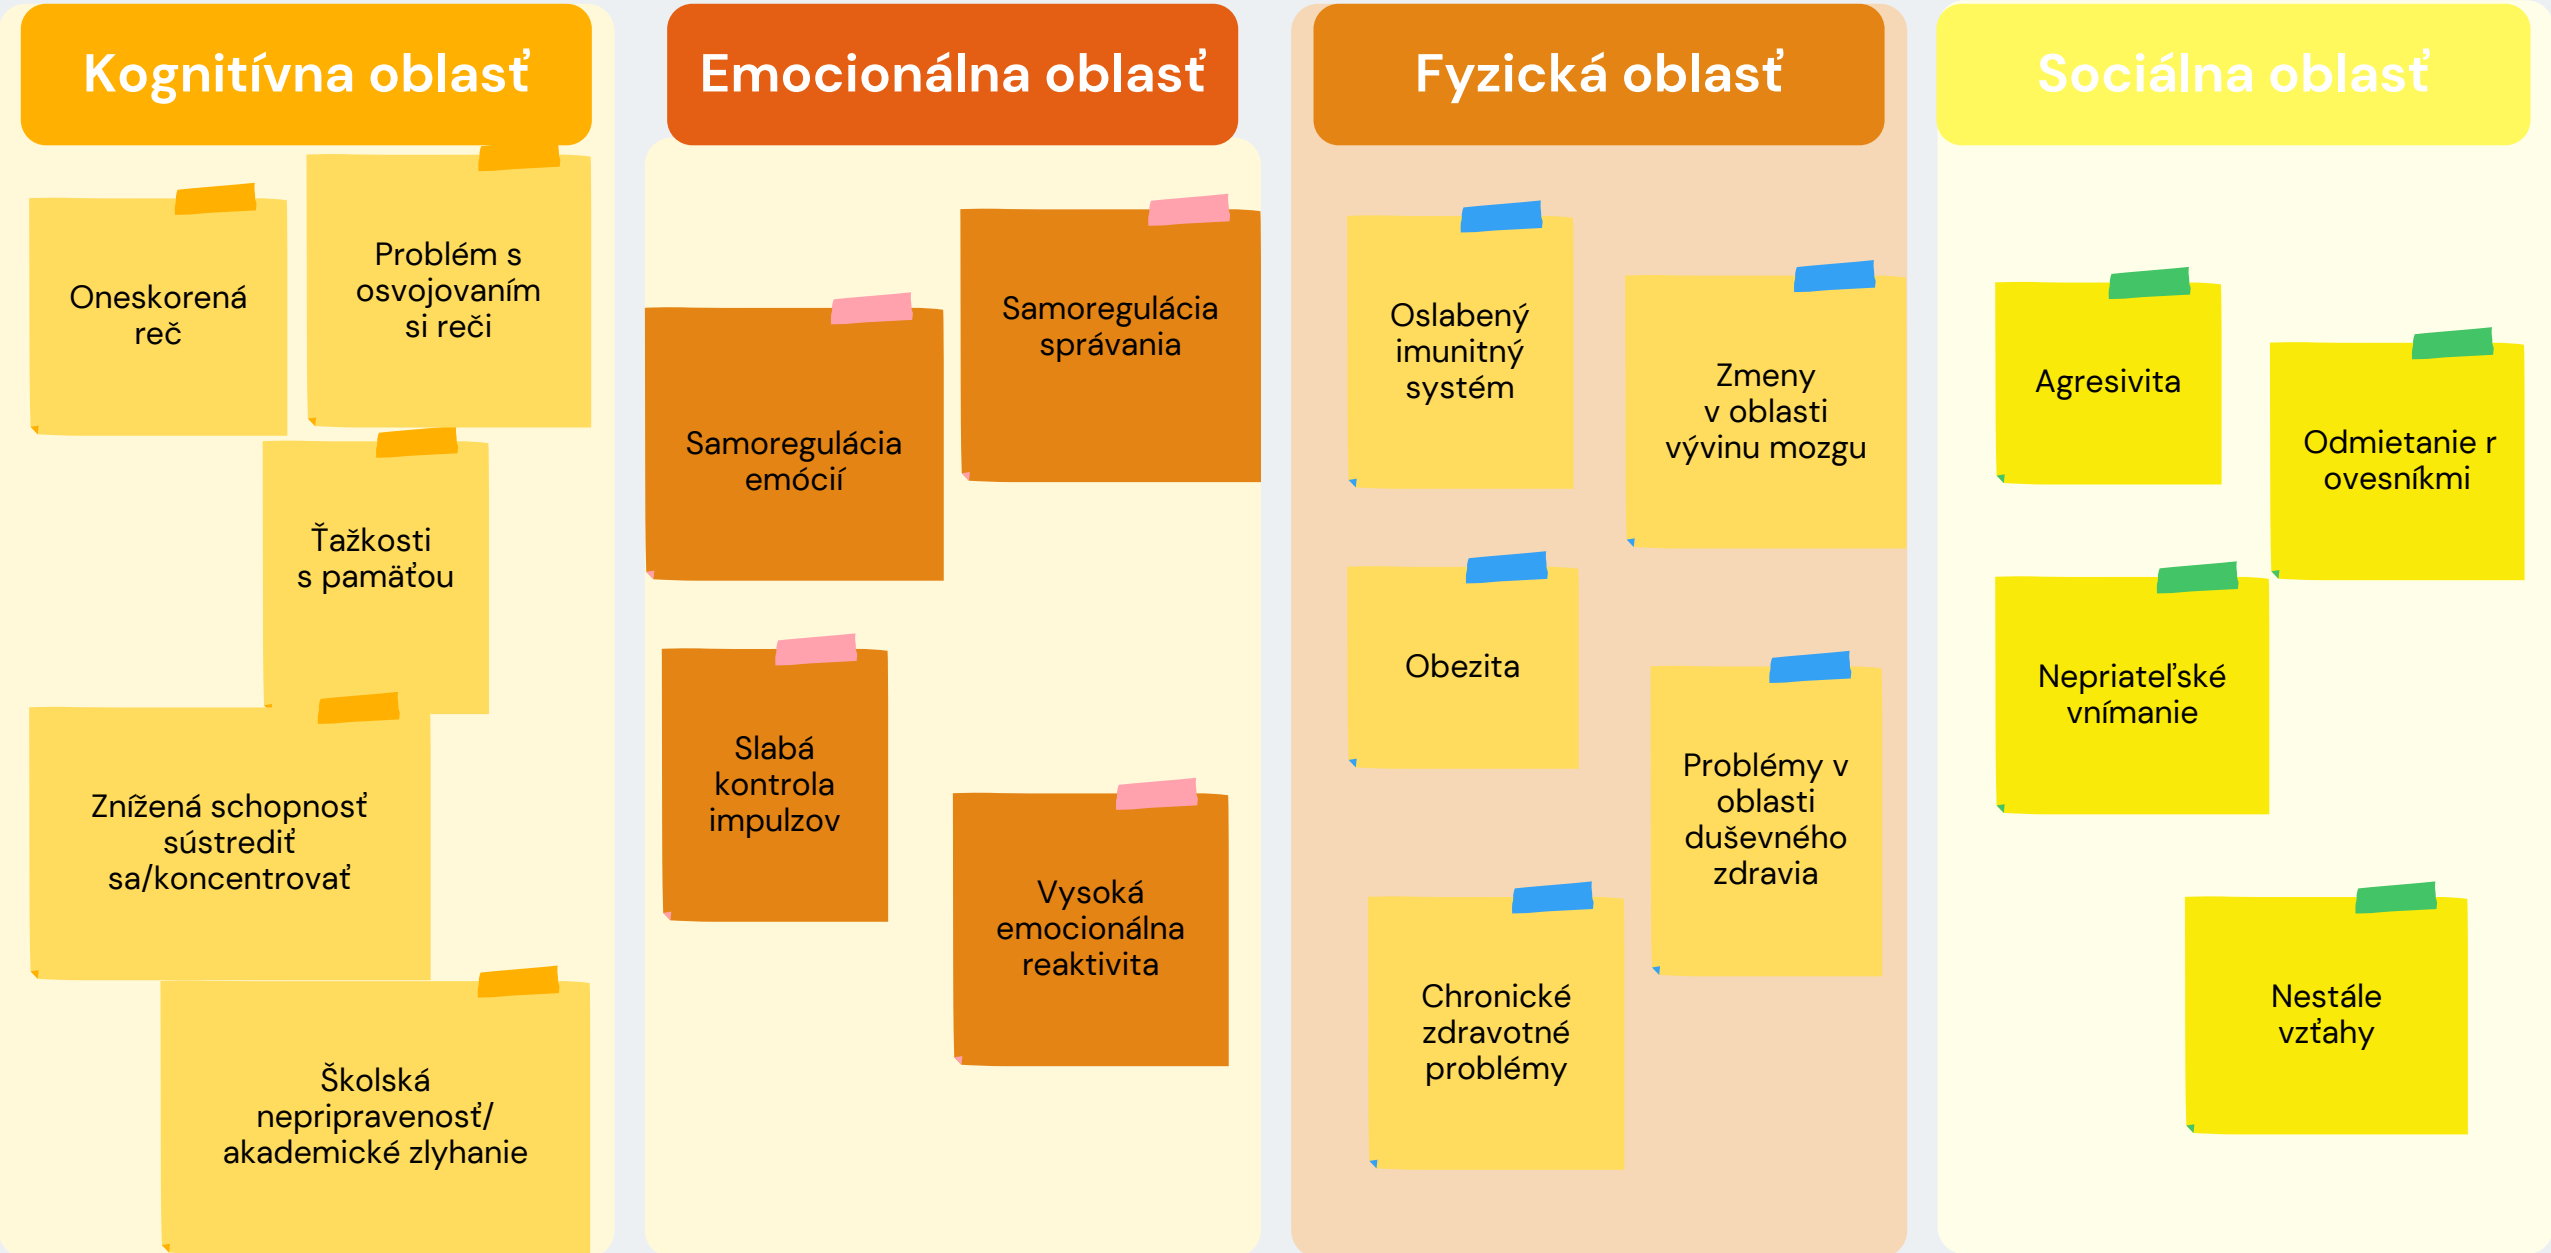 Kognitívna oblasť
Oneskorená
reč
Problém s
osvojovaním
si reči
Ťažkosti
s pamäťou
Znížená schopnosť
sústrediť
sa/koncentrovať
Školská
nepripravenosť/
akademické zlyhanie
Emocionálna oblasť
Samoregulácia
správania
Samoregulácia
emócií
Slabá
kontrola
impulzov
Vysoká
emocionálna
reaktivita
Fyzická oblasť
Oslabený
imunitný
systém
Zmeny
v oblasti
vývinu mozgu
Obezita
Problémy v
oblasti
duševného
zdravia
Chronické
zdravotné
problémy
Sociálna oblasť
Agresivita
Odmietanie r
ovesníkmi
Nepriateľské
vnímanie
Nestále
vzťahy